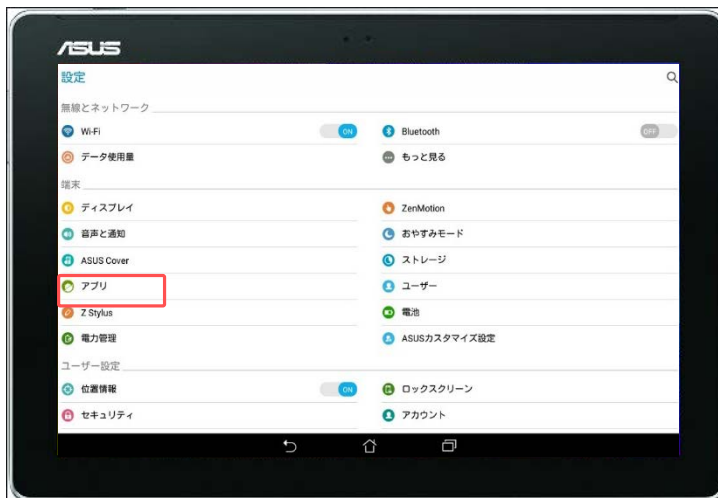 ASUS
設定
無線とネットワーク
Wi-Fi ON
Bluetooth OFF
データ使用量
もっと見る
端末
ディスプレイ
ZenMotion
音声と通知
おやすみモード
ASUS Cover
ストレージ
アプリ
ユーザー
Z Stylus
電池
電力管理
ASUSカスタマイズ設定
ユーザー設定
位置情報 ON
ロックスクリーン
セキュリティ
アカウント